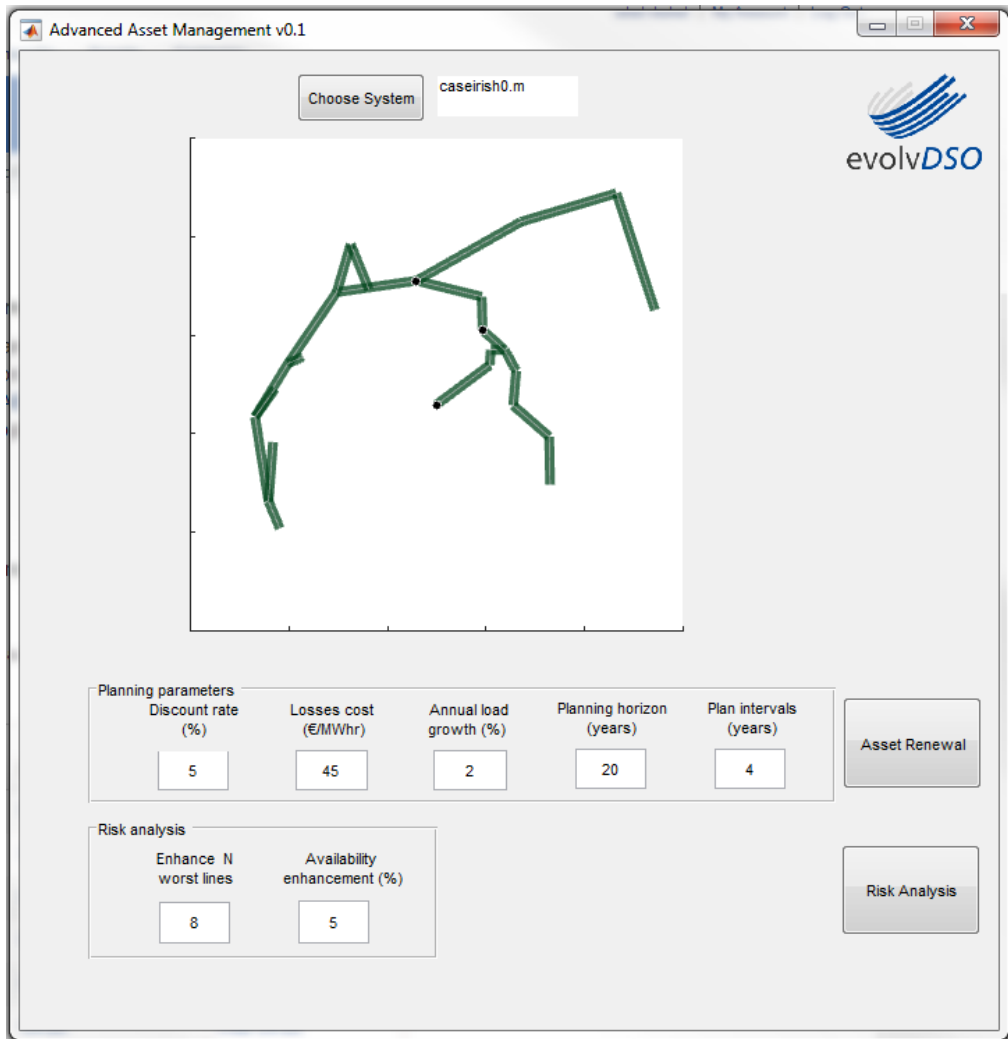 Advanced Asset Management v0.1
Choose System
caseirish0.m
evolvDSO
Planning parameters
Discount rate
(%)
Losses cost
(€/MWhr)
Annual load
growth (%)
Planning horizon
(years)
Plan intervals
(years)
5
45
2
20
4
Asset Renewal
Risk analysis
Enhance N
worst lines
Availability
enhancement (%)
8
5
Risk Analysis